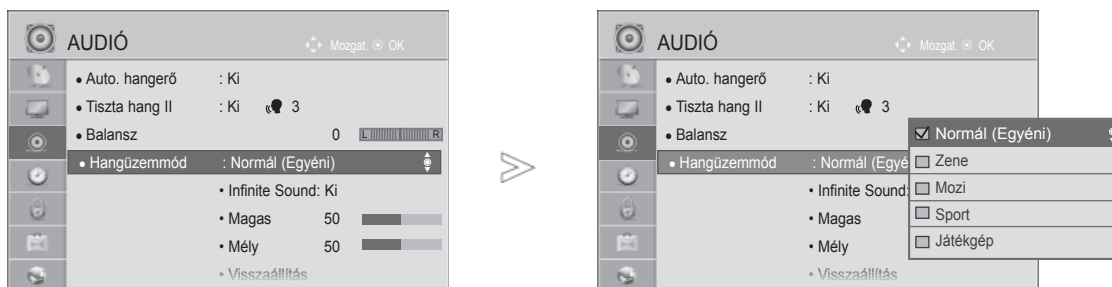 AUDIÓ
Mozgat. OK
• Auto. hangerő : Ki
• Tiszta hang II : Ki 3
• Balansz 0 L R
• Hangüzemmód : Normál (Egyéni)
• Infinite Sound: Ki
• Magas 50
• Mély 50
• Visszaállítás
AUDIÓ
Mozgat. OK
• Auto. hangerő : Ki
• Tiszta hang II : Ki 3
• Balansz
• Hangüzemmód : Normál (Egyé
• Infinite Sound:
• Magas
• Mély
• Visszaállítás
Normál (Egyéni)
Zene
Mozi
Sport
Játékgép